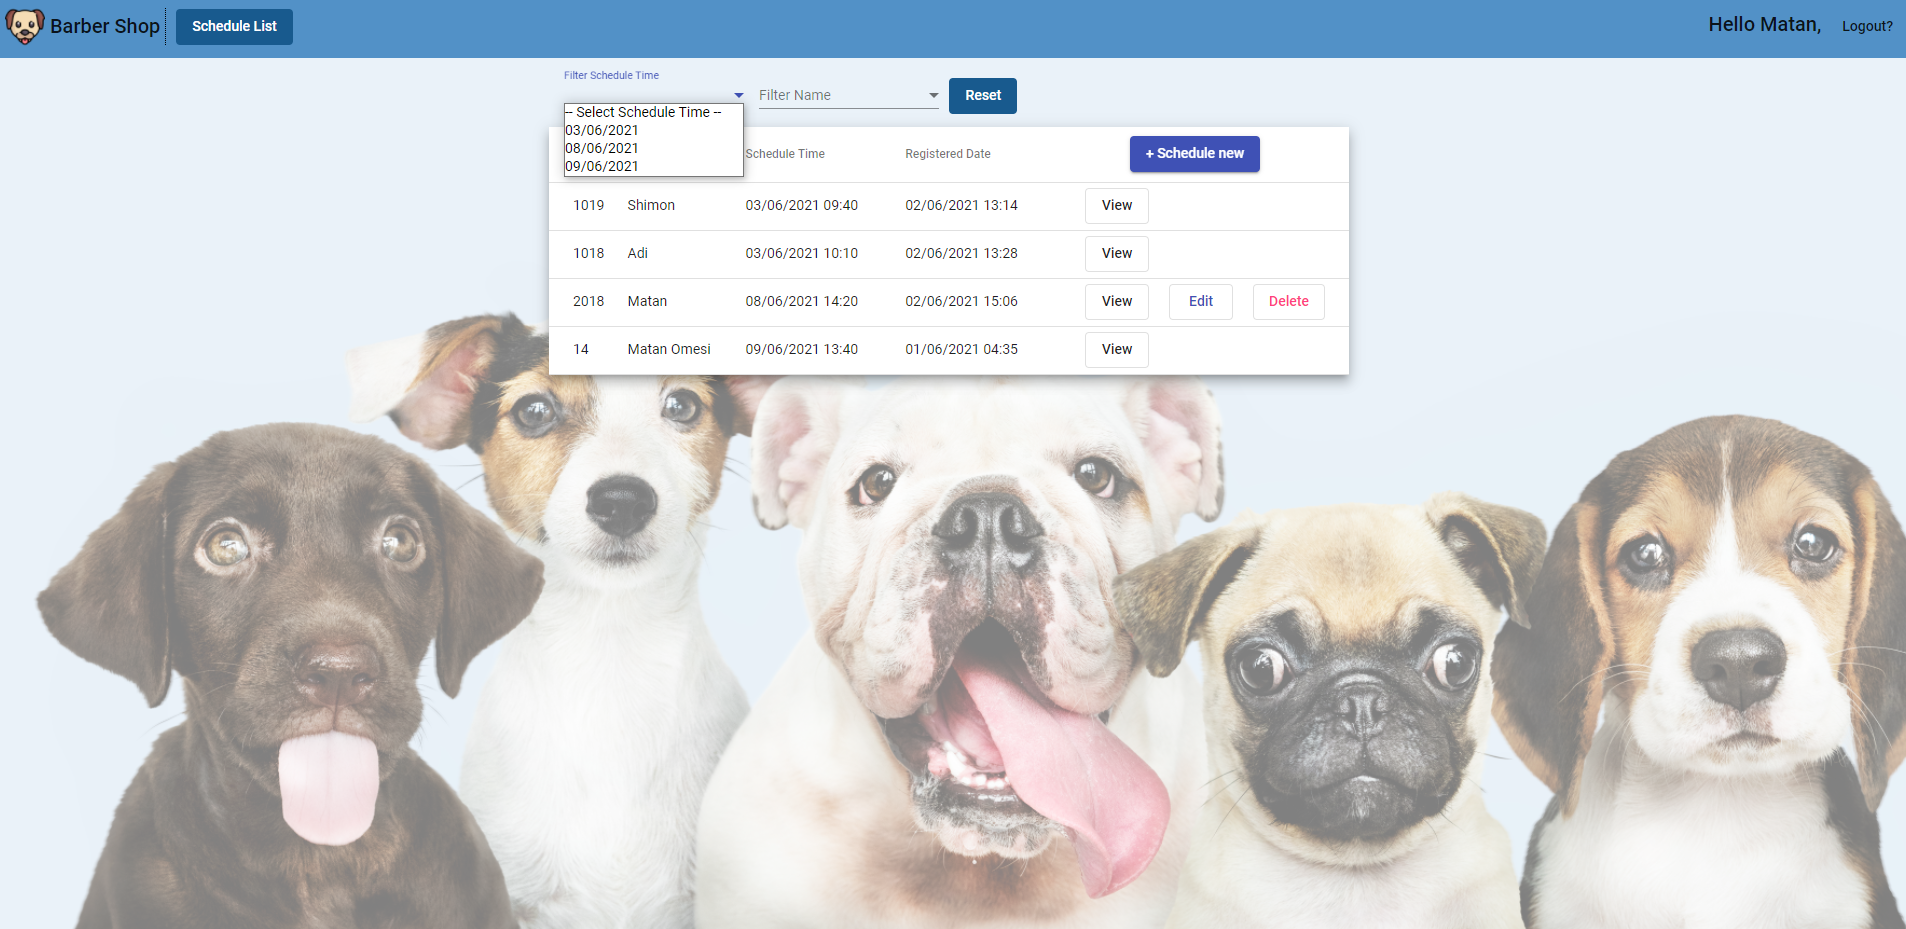 Barber Shop
Schedule List
Hello Matan,
Logout?
Filter Schedule Time
Filter Name
Reset
-- Select Schedule Time --
03/06/2021
08/06/2021
09/06/2021
Schedule Time
Registered Date
+ Schedule new
1019 Shimon 03/06/2021 09:40 02/06/2021 13:14 View
1018 Adi 03/06/2021 10:10 02/06/2021 13:28 View
2018 Matan 08/06/2021 14:20 02/06/2021 15:06 View Edit Delete
14 Matan Omesi 09/06/2021 13:40 01/06/2021 04:35 View